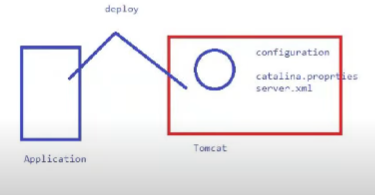 deploy
configuration
catalina.proprties
server.xml
Tomcat
Application